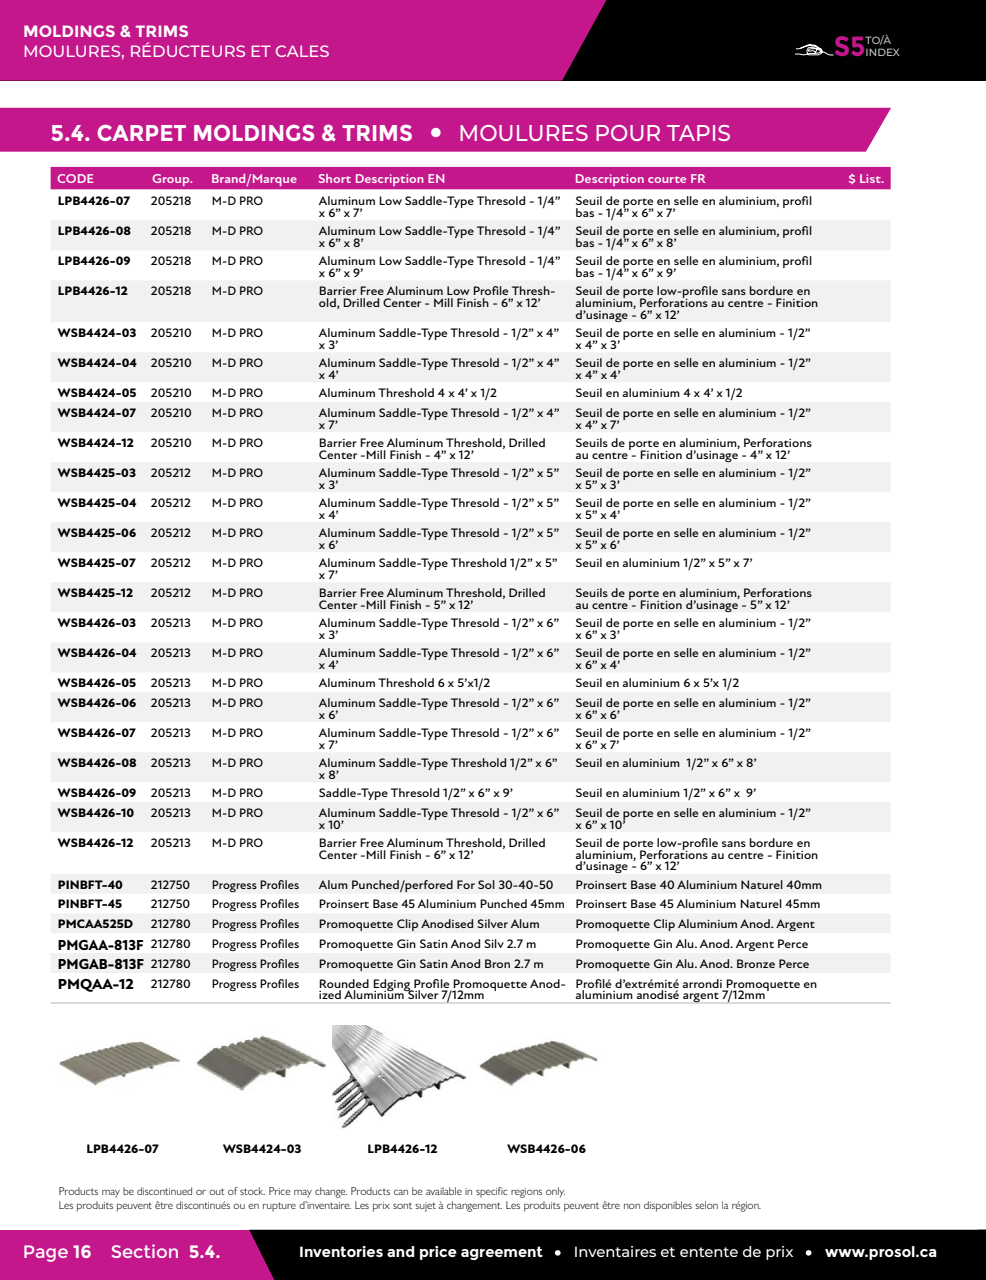 MOLDINGS & TRIMS
MOULURES, RÉDUCTEURS ET CALES
S5 TO/À INDEX
5.4. CARPET MOLDINGS & TRIMS • MOULURES POUR TAPIS
CODE Group. Brand/Marque Short Description EN Description courte FR $ List.
LPB4426-07 205218 M-D PRO Aluminum Low Saddle-Type Thresold - 1/4” Seuil de porte en selle en aluminium, profil
x 6” x 7’ bas - 1/4” x 6” x 7’
LPB4426-08 205218 M-D PRO Aluminum Low Saddle-Type Thresold - 1/4” Seuil de porte en selle en aluminium, profil
x 6” x 8’ bas - 1/4” x 6” x 8’
LPB4426-09 205218 M-D PRO Aluminum Low Saddle-Type Thresold - 1/4” Seuil de porte en selle en aluminium, profil
x 6” x 9’ bas - 1/4” x 6” x 9’
LPB4426-12 205218 M-D PRO Barrier Free Aluminum Low Profile Thresh- Seuil de porte low-profile sans bordure en
old, Drilled Center - Mill Finish - 6” x 12’ aluminium, Perforations au centre - Finition
d’usinage - 6” x 12’
WSB4424-03 205210 M-D PRO Aluminum Saddle-Type Thresold - 1/2” x 4” Seuil de porte en selle en aluminium - 1/2”
x 3’ x 4” x 3’
WSB4424-04 205210 M-D PRO Aluminum Saddle-Type Thresold - 1/2” x 4” Seuil de porte en selle en aluminium - 1/2”
x 4’ x 4” x 4’
WSB4424-05 205210 M-D PRO Aluminum Threshold 4 x 4’ x 1/2 Seuil en aluminium 4 x 4’ x 1/2
WSB4424-07 205210 M-D PRO Aluminum Saddle-Type Thresold - 1/2” x 4” Seuil de porte en selle en aluminium - 1/2”
x 7’ x 4” x 7’
WSB4424-12 205210 M-D PRO Barrier Free Aluminum Threshold, Drilled Seuils de porte en aluminium, Perforations
Center -Mill Finish - 4” x 12’ au centre - Finition d’usinage - 4” x 12’
WSB4425-03 205212 M-D PRO Aluminum Saddle-Type Thresold - 1/2” x 5” Seuil de porte en selle en aluminium - 1/2”
x 3’ x 5” x 3’
WSB4425-04 205212 M-D PRO Aluminum Saddle-Type Thresold - 1/2” x 5” Seuil de porte en selle en aluminium - 1/2”
x 4’ x 5” x 4’
WSB4425-06 205212 M-D PRO Aluminum Saddle-Type Thresold - 1/2” x 5” Seuil de porte en selle en aluminium - 1/2”
x 6’ x 5” x 6’
WSB4425-07 205212 M-D PRO Aluminum Saddle-Type Threshold 1/2” x 5” Seuil en aluminium 1/2” x 5” x 7’
x 7’
WSB4425-12 205212 M-D PRO Barrier Free Aluminum Threshold, Drilled Seuils de porte en aluminium, Perforations
Center -Mill Finish - 5” x 12’ au centre - Finition d’usinage - 5” x 12’
WSB4426-03 205213 M-D PRO Aluminum Saddle-Type Thresold - 1/2” x 6” Seuil de porte en selle en aluminium - 1/2”
x 3’ x 6” x 3’
WSB4426-04 205213 M-D PRO Aluminum Saddle-Type Thresold - 1/2” x 6” Seuil de porte en selle en aluminium - 1/2”
x 4’ x 6” x 4’
WSB4426-05 205213 M-D PRO Aluminum Threshold 6 x 5’x1/2 Seuil en aluminium 6 x 5’x 1/2
WSB4426-06 205213 M-D PRO Aluminum Saddle-Type Thresold - 1/2” x 6” Seuil de porte en selle en aluminium - 1/2”
x 6’ x 6” x 6’
WSB4426-07 205213 M-D PRO Aluminum Saddle-Type Thresold - 1/2” x 6” Seuil de porte en selle en aluminium - 1/2”
x 7’ x 6” x 7’
WSB4426-08 205213 M-D PRO Aluminum Saddle-Type Threshold 1/2” x 6” Seuil en aluminium 1/2” x 6” x 8’
x 8’
WSB4426-09 205213 M-D PRO Saddle-Type Thresold 1/2” x 6” x 9’ Seuil en aluminium 1/2” x 6” x 9’
WSB4426-10 205213 M-D PRO Aluminum Saddle-Type Thresold - 1/2” x 6” Seuil de porte en selle en aluminium - 1/2”
x 10’ x 6” x 10’
WSB4426-12 205213 M-D PRO Barrier Free Aluminum Threshold, Drilled Seuil de porte low-profile sans bordure en
Center -Mill Finish - 6” x 12’ aluminium, Perforations au centre - Finition
d’usinage - 6” x 12’
PINBFT-40 212750 Progress Profiles Alum Punched/perfored For Sol 30-40-50 Proinsert Base 40 Aluminium Naturel 40mm
PINBFT-45 212750 Progress Profiles Proinsert Base 45 Aluminium Punched 45mm Proinsert Base 45 Aluminium Naturel 45mm
PMCAA525D 212780 Progress Profiles Promoquette Clip Anodised Silver Alum Promoquette Clip Aluminium Anod. Argent
PMGAA-813F 212780 Progress Profiles Promoquette Gin Satin Anod Silv 2.7 m Promoquette Gin Alu. Anod. Argent Perce
PMGAB-813F 212780 Progress Profiles Promoquette Gin Satin Anod Bron 2.7 m Promoquette Gin Alu. Anod. Bronze Perce
PMQAA-12 212780 Progress Profiles Rounded Edging Profile Promoquette Anod- Profilé d’extrémité arrondi Promoquette en
ized Aluminium Silver 7/12mm aluminium anodisé argent 7/12mm
LPB4426-07 WSB4424-03 LPB4426-12 WSB4426-06
Products may be discontinued or out of stock. Price may change. Products can be available in specific regions only.
Les produits peuvent être discontinués ou en rupture d’inventaire. Les prix sont sujet à changement. Les produits peuvent être non disponibles selon la région.
Page 16 Section 5.4. Inventories and price agreement • Inventaires et entente de prix • www.prosol.ca